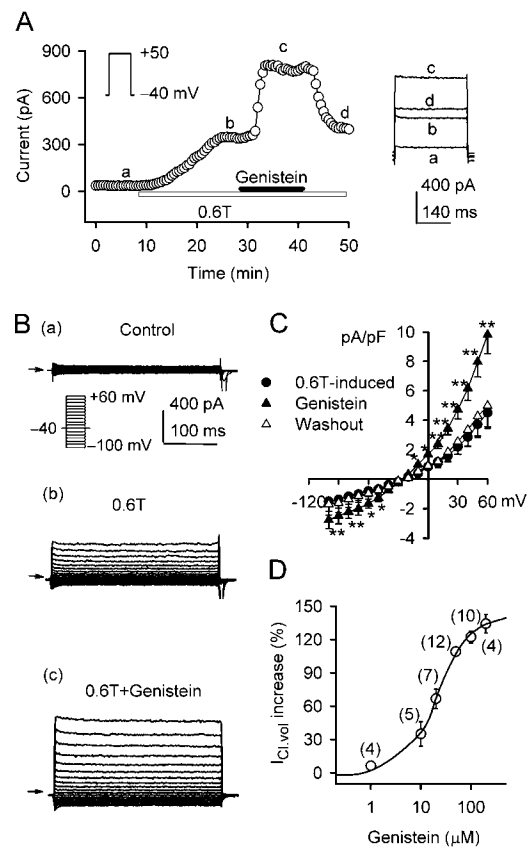 A
900
600
300
0
Current (pA)
+50
−40 mV
a
b
c
d
Genistein
0.6T
0 10 20 30 40 50
Time (min)
c
d
b
a
400 pA
140 ms
B (a) Control
+60 mV
−40
−100 mV
400 pA
100 ms
(b)
0.6T
(c)
0.6T+Genistein
C
pA/pF
10
8
6
4
2
-2
-4
-120
30 60 mV
0.6T-induced
Genistein
Washout
**
**
**
**
**
**
**
*
*
** ** * *
D
150
120
90
60
30
0
I Cl.vol increase (%)
(4)
(5)
(7)
(12)
(10)
(4)
1 10 100
Genistein (µM)